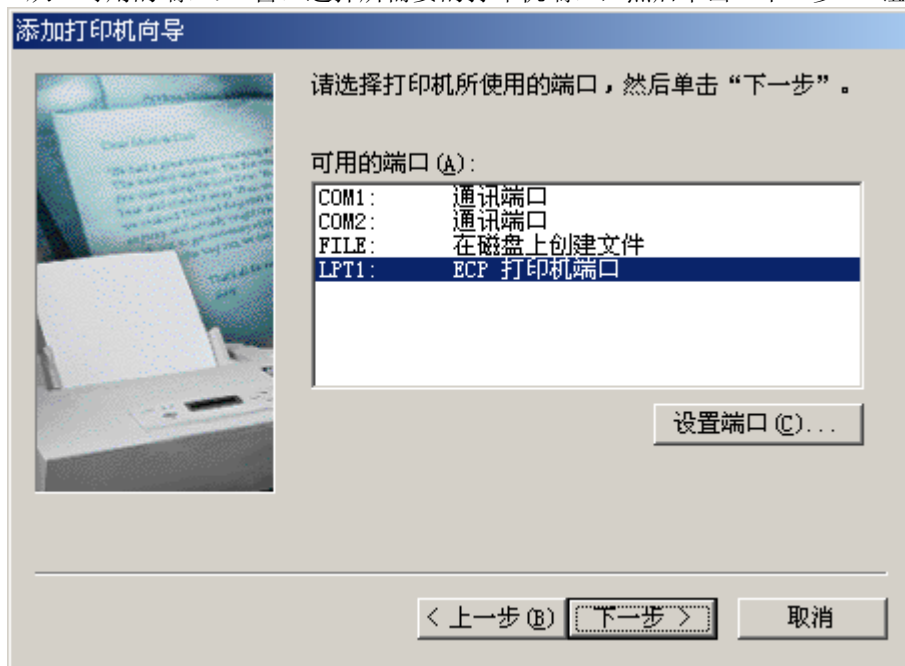 添加打印机向导
请选择打印机所使用的端口，然后单击“下一步”。
可用的端口(A):
COM1: 通讯端口
COM2: 通讯端口
FILE: 在磁盘上创建文件
LPT1: ECP 打印机端口
设置端口(C)...
< 上一步(B) 下一步 > 取消